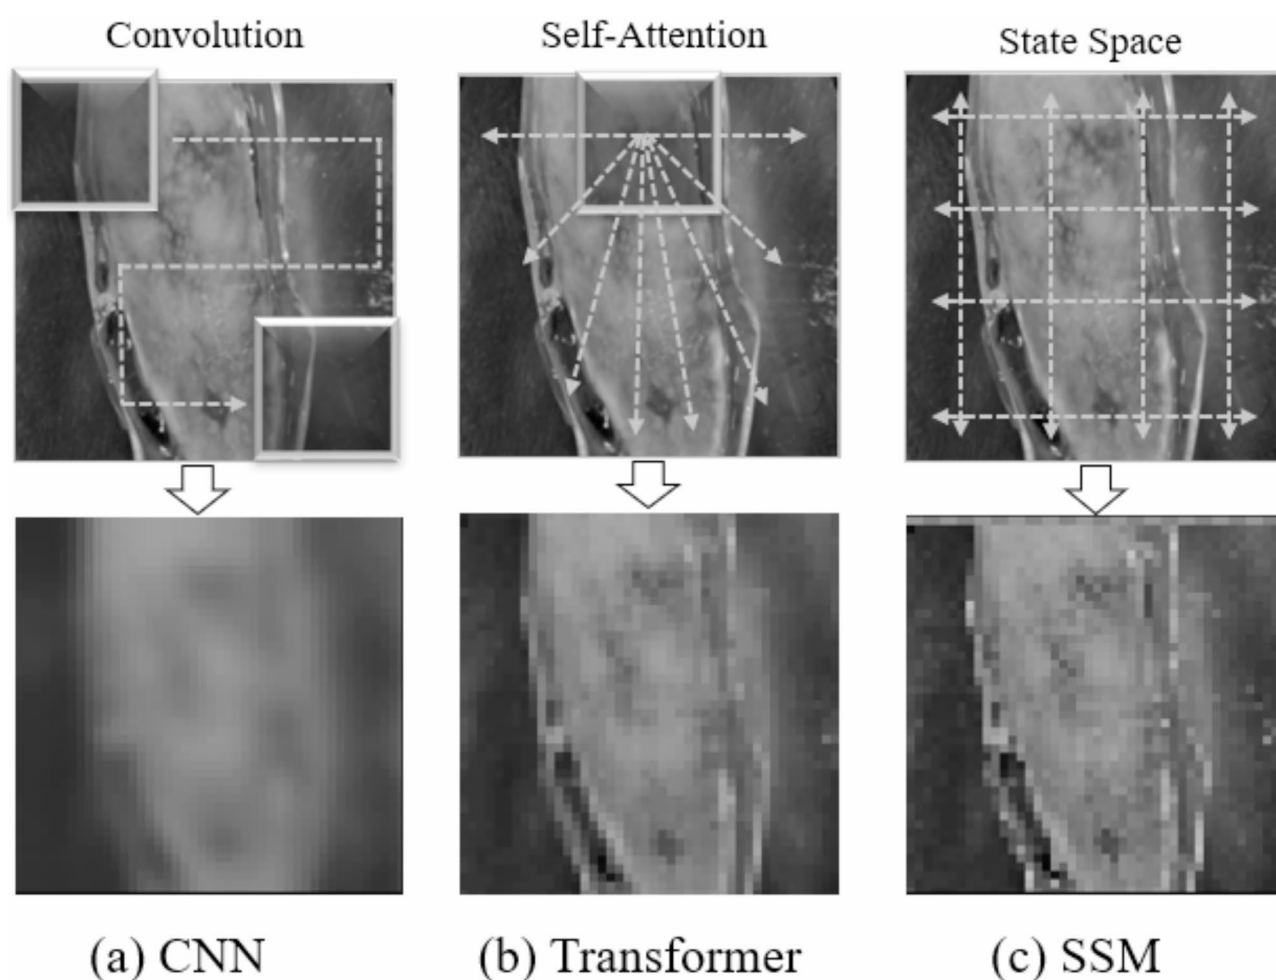 Convolution
Self-Attention
State Space
(a) CNN
(b) Transformer
(c) SSM